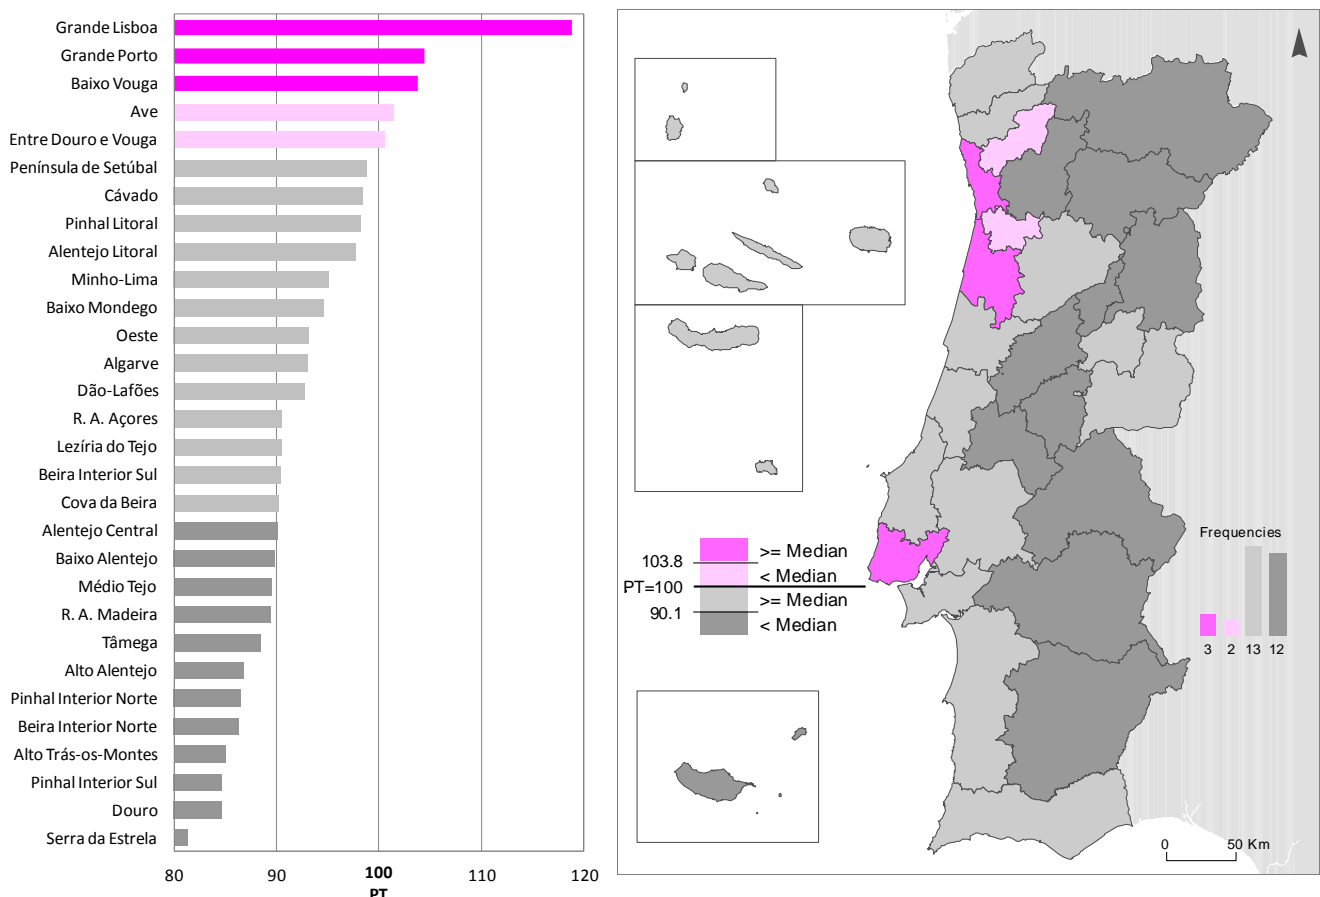 Grande Lisboa
Grande Porto
Baixo Vouga
Ave
Entre Douro e Vouga
Península de Setúbal
Cávado
Pinhal Litoral
Alentejo Litoral
Minho-Lima
Baixo Mondego
Oeste
Algarve
Dão-Lafões
R. A. Açores
Lezíria do Tejo
Beira Interior Sul
Cova da Beira
Alentejo Central
Baixo Alentejo
Médio Tejo
R. A. Madeira
Tâmega
Alto Alentejo
Pinhal Interior Norte
Beira Interior Norte
Alto Trás-os-Montes
Pinhal Interior Sul
Douro
Serra da Estrela
80 90 100 110 120
PT
103.8
PT=100
90.1
>= Median
< Median
>= Median
< Median
Frequencies
3 2 13 12
0 50 Km